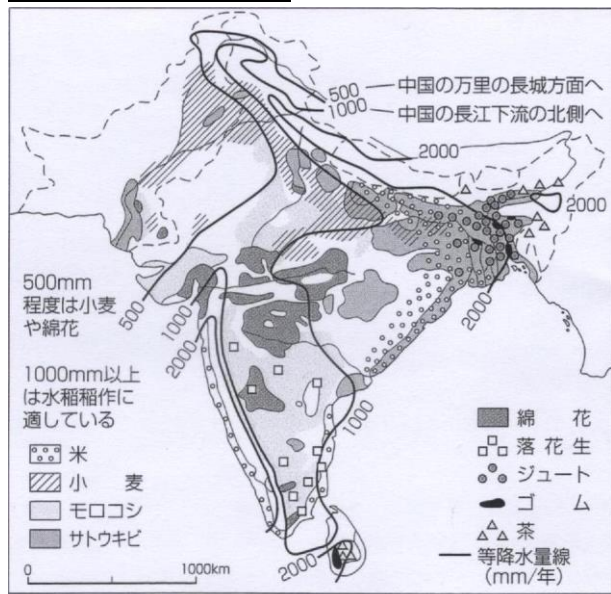 500
中国の万里の長城方面へ
1000
中国の長江下流の北側へ
2000
2000
500mm
程度は小麦
や綿花
500
1000
2000
2000
1000
1000mm以上
は水稲稲作に
適している
米
小麦
モロコシ
サトウキビ
0 1000km
2000
綿花
落花生
ジュート
ゴム
茶
等降水量線
(mm/年)